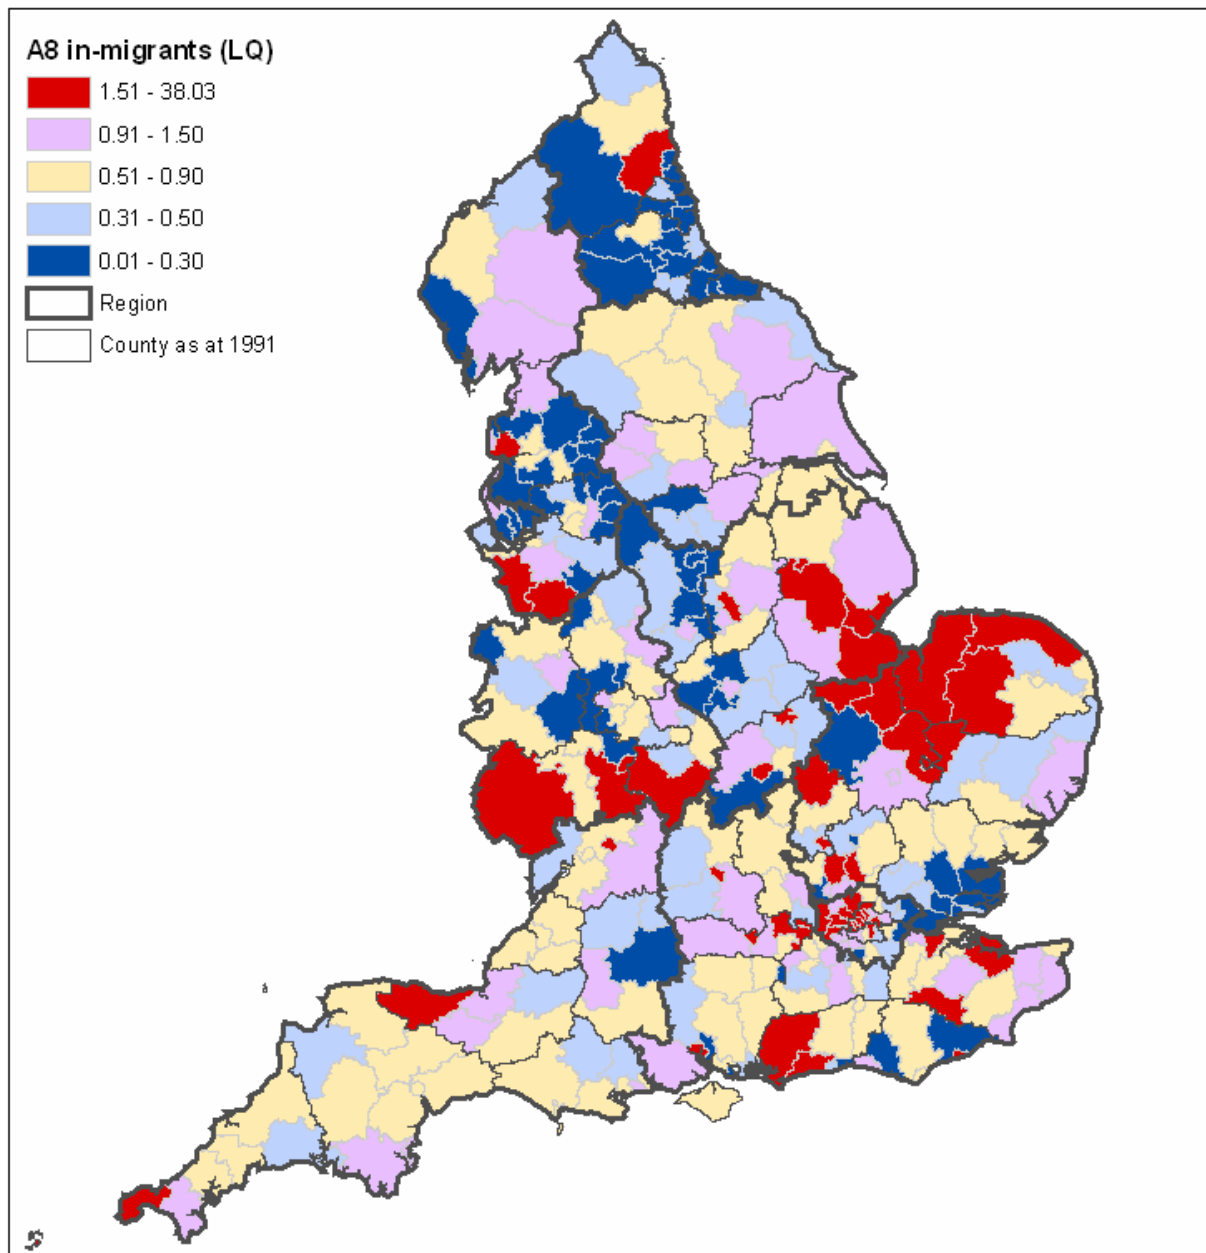 A8 in-migrants (LQ)
1.51 - 38.03
0.91 - 1.50
0.51 - 0.90
0.31 - 0.50
0.01 - 0.30
Region
County as at 1991